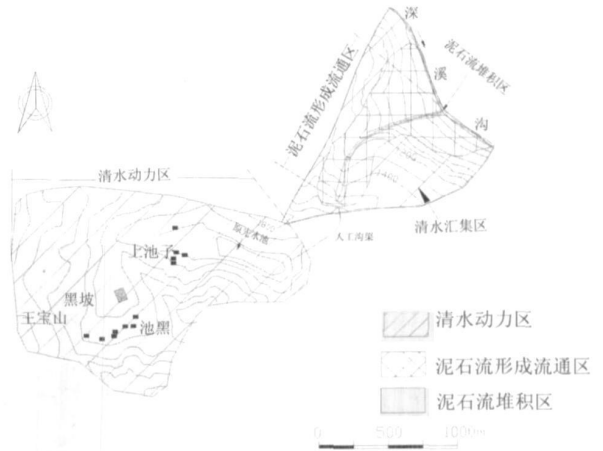 深
溪
沟
泥石流堆积区
泥石流形成流通区
清水动力区
1400
清水汇集区
人工沟渠
上池子
黑坡
王宝山
池黑
清水动力区
泥石流形成流通区
泥石流堆积区
0 500 1000m